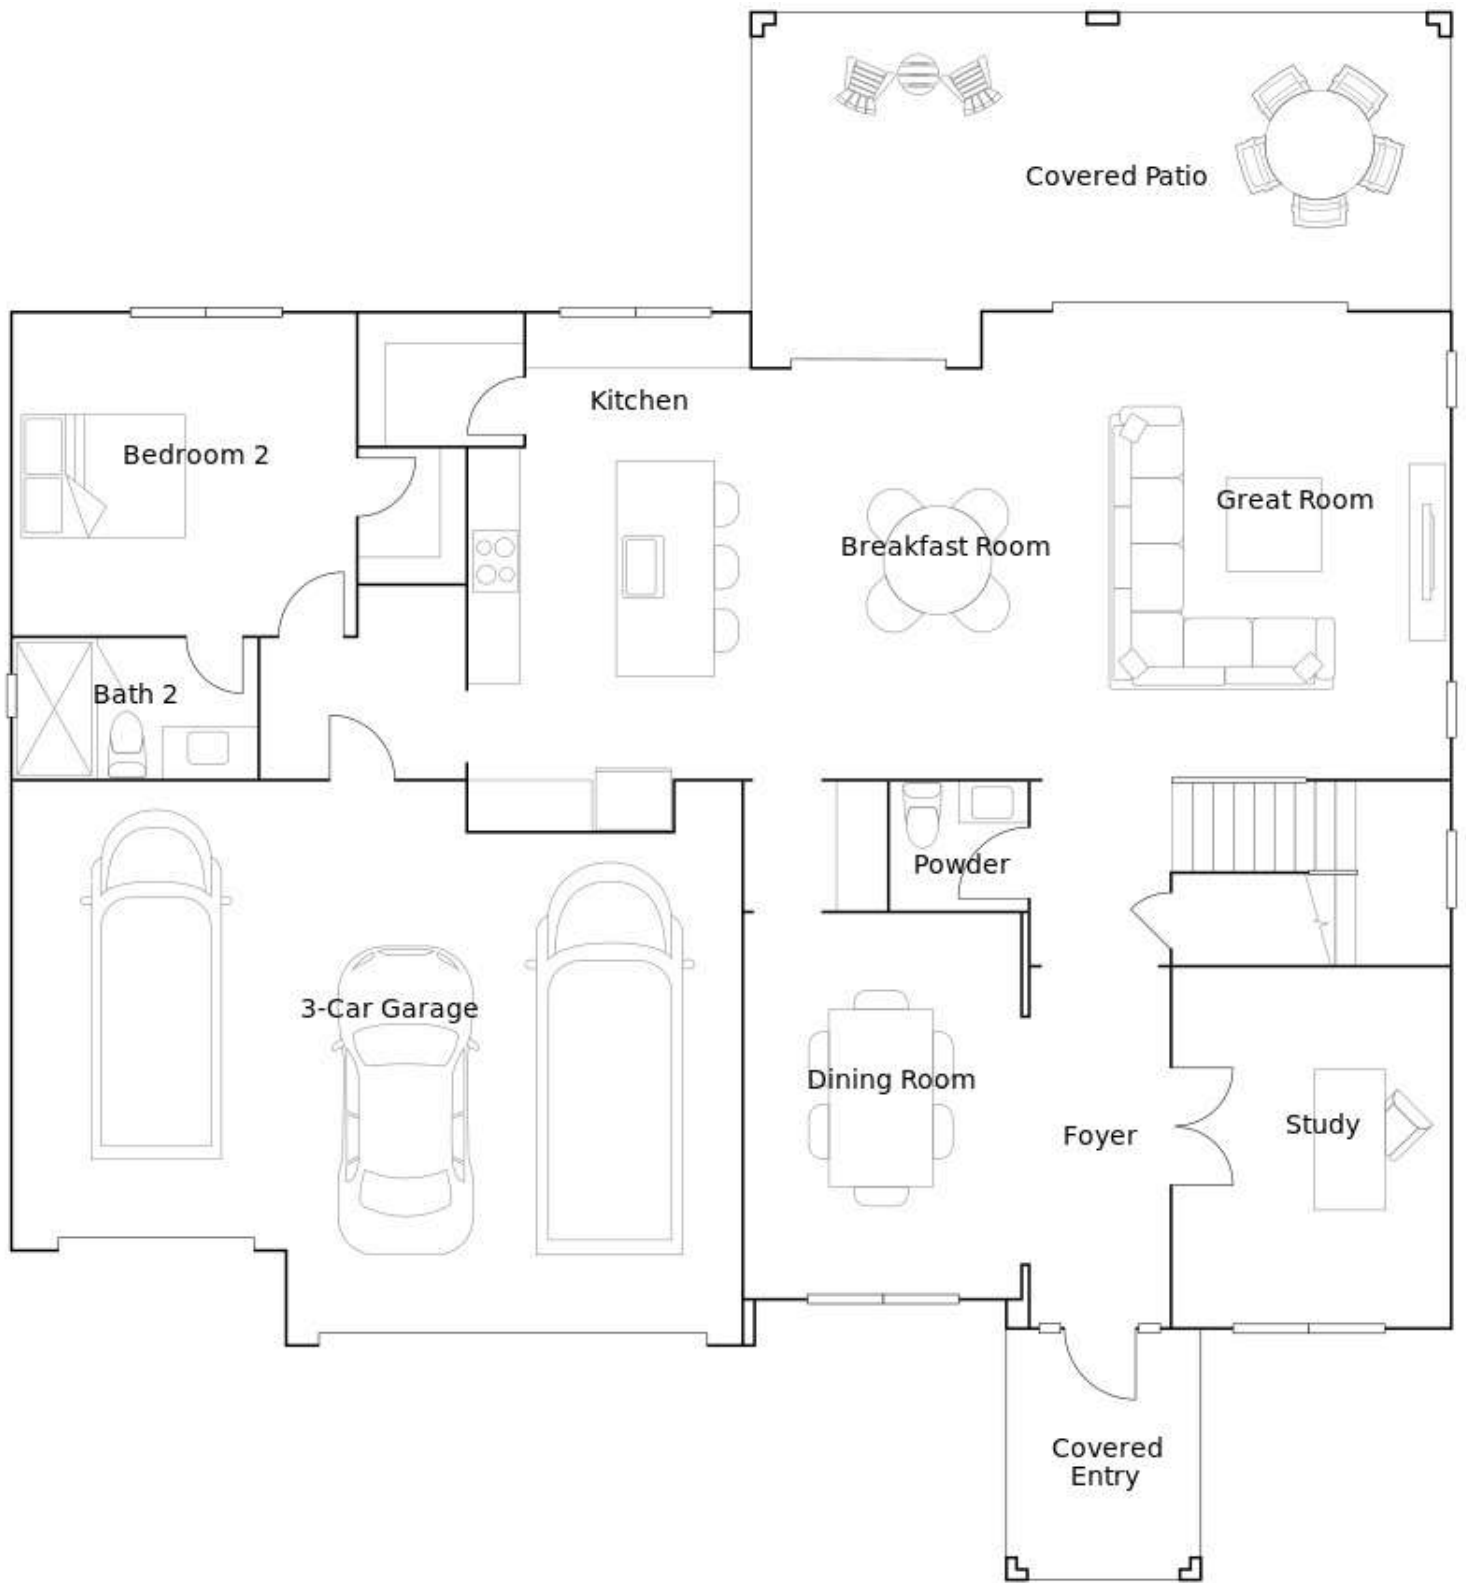 Covered Patio
Kitchen
Bedroom 2
Great Room
Breakfast Room
Bath 2
Powder
3-Car Garage
Dining Room
Foyer
Study
Covered
Entry